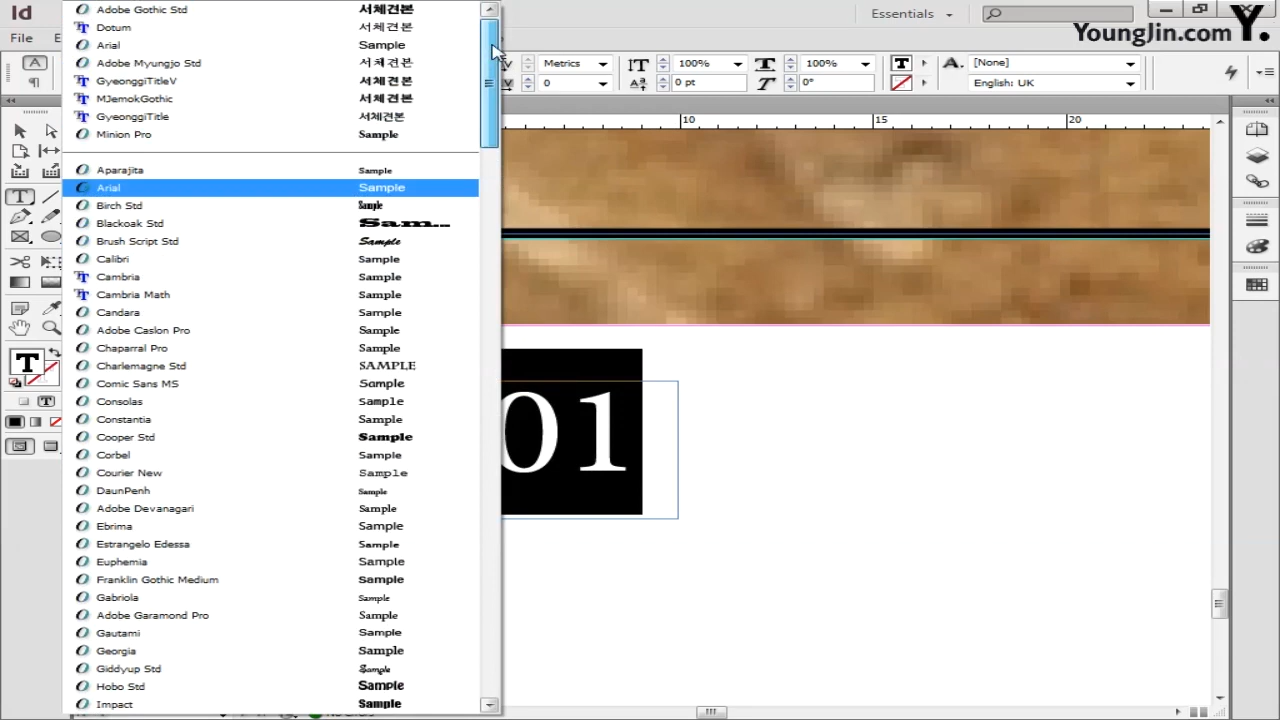 Id
Essentials
YoungJin.com Y.
File
A
Metrics
100%
100%
[None]
0
0 pt
0°
English: UK
Adobe Gothic Std 서체견본
Dotum 서체견본
Arial Sample
Adobe Myungjo Std 서체견본
GyeonggiTitleV 서체견본
MJemokGothic 서체견본
GyeonggiTitle 서체견본
Minion Pro Sample
Aparajita Sample
Arial Sample
Birch Std Sample
Blackoak Std Sam...
Brush Script Std Sample
Calibri Sample
Cambria Sample
Cambria Math Sample
Candara Sample
Adobe Caslon Pro Sample
Chaparral Pro Sample
Charlemagne Std SAMPLE
Comic Sans MS Sample
Consolas Sample
Constantia Sample
Cooper Std Sample
Corbel Sample
Courier New Sample
DaunPenh Sample
Adobe Devanagari Sample
Ebrima Sample
Estrangelo Edessa Sample
Euphemia Sample
Franklin Gothic Medium Sample
Gabriola Sample
Adobe Garamond Pro Sample
Gautami Sample
Georgia Sample
Giddyup Std Sample
Hobo Std Sample
Impact Sample
10 15 20
01